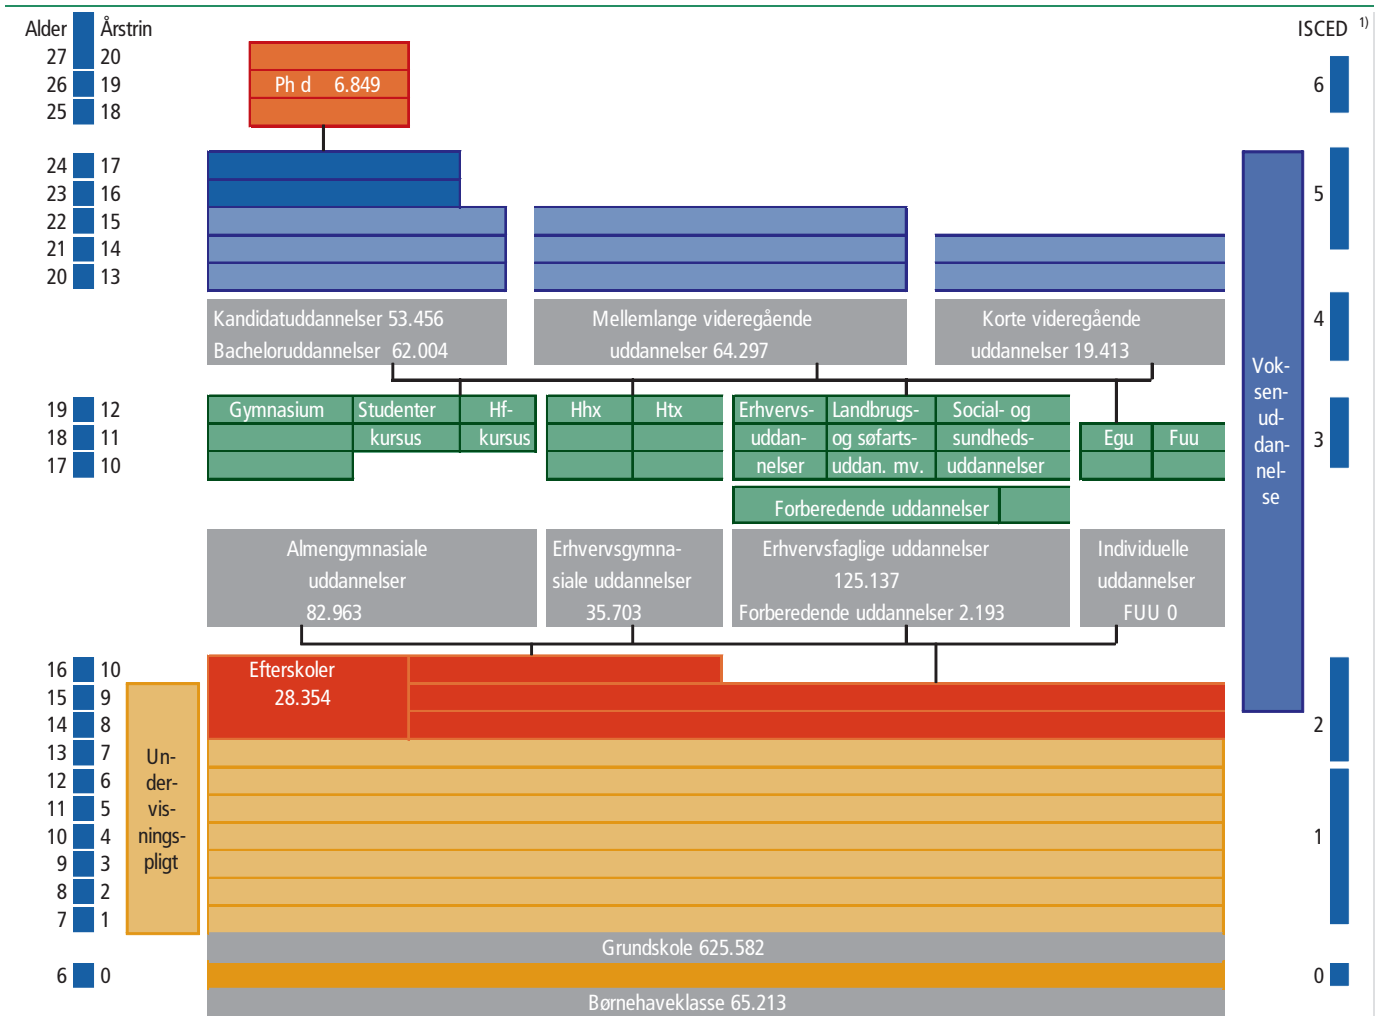 Alder Årstrin ISCED 1)
27 20
26 19 Ph d 6.849 6
25 18
24 17
23 16 5
22 15
21 14
20 13
Kandidatuddannelser 53.456
Bacheloruddannelser 62.004
Mellemlange videregående
uddannelser 64.297
Korte videregående
uddannelser 19.413
4
Vok-
sen-
ud-
dan-
nel-
se
19 12
18 11
17 10
Gymnasium
Studenter
kursus
Hf-
kursus
Hhx
Htx
Erhvervs-
uddan-
nelser
Landbrugs-
og søfarts-
uddan. mv.
Social- og
sundheds-
uddannelser
Egu
Fuu
3
Forberedende uddannelser
Almengymnasiale
uddannelser
82.963
Erhvervsgymna-
siale uddannelser
35.703
Erhvervsfaglige uddannelser
125.137
Forberedende uddannelser 2.193
Individuelle
uddannelser
FUU 0
16 10
15 9
14 8
Efterskoler
28.354
2
13 7
12 6
11 5
10 4
9 3
8 2
7 1
Un-
der-
vis-
nings-
pligt
1
Grundskole 625.582
6 0 0
Børnehaveklasse 65.213